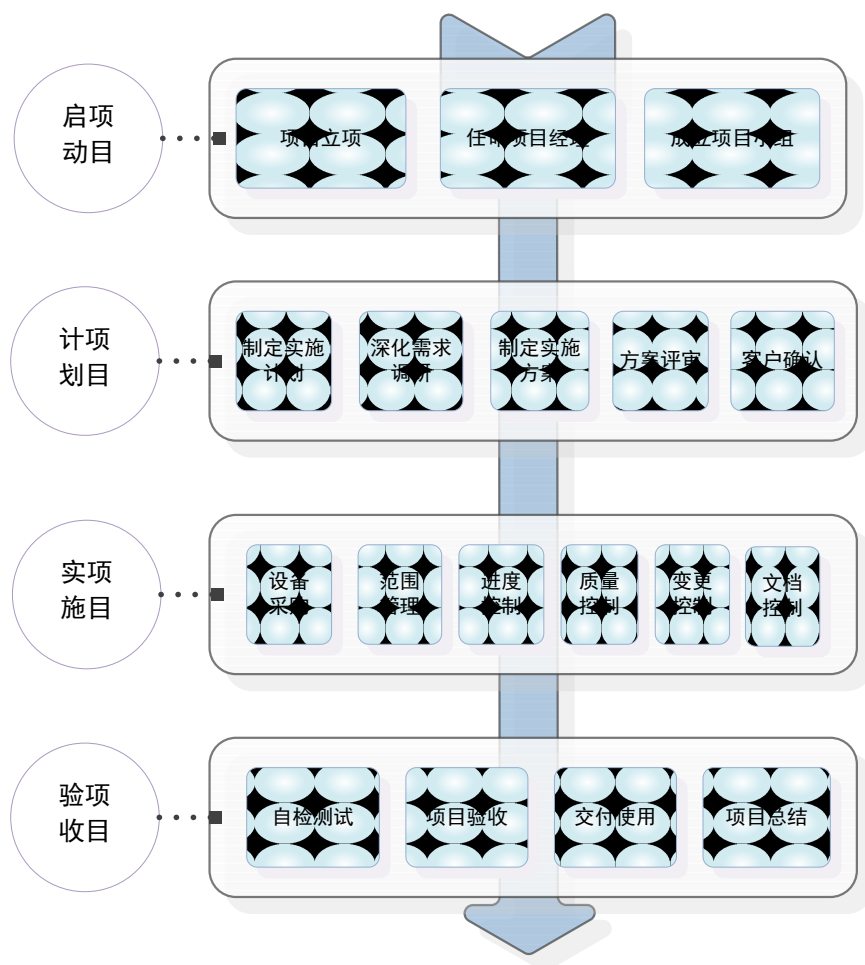 启项
动目
项目立项
任命项目经理
成立项目小组
计项
划目
制定实施
计划
深化需求
调研
制定实施
方案
方案评审
客户确认
实项
施目
设备
采购
范围
管理
进度
控制
质量
控制
变更
控制
文档
控制
验项
收目
自检测试
项目验收
交付使用
项目总结